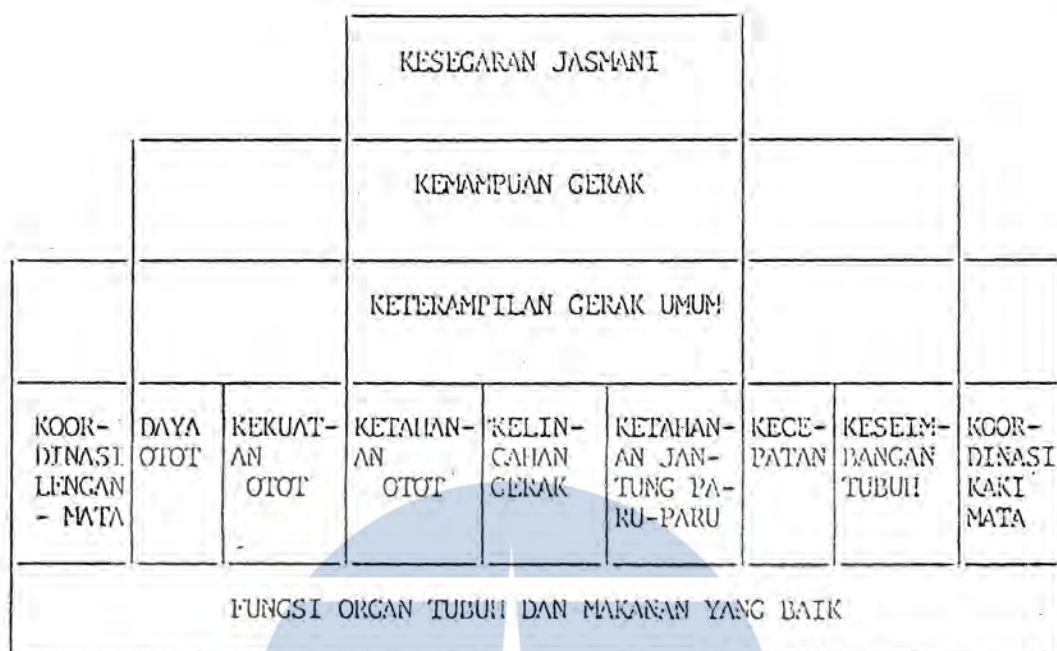 KESEGARAN JASMANI
KEMAMPUAN GERAK
KETERAMPILAN GERAK UMUM
KOOR-
DINASI
LENGAN
- MATA
DAYA
OTOT
KEKUAT-
AN
OTOT
KETAHAN-
AN
OTOT
KELIN-
CAHAN
GERAK
KETAHAN-
AN JAN-
TUNG PA-
RU-PARU
KECE-
PATAN
KESEIM-
BANGAN
TUBUH
KOOR-
DINASI
KAKI
MATA
FUNGSI ORGAN TUBUH DAN MAKANAN YANG BAIK